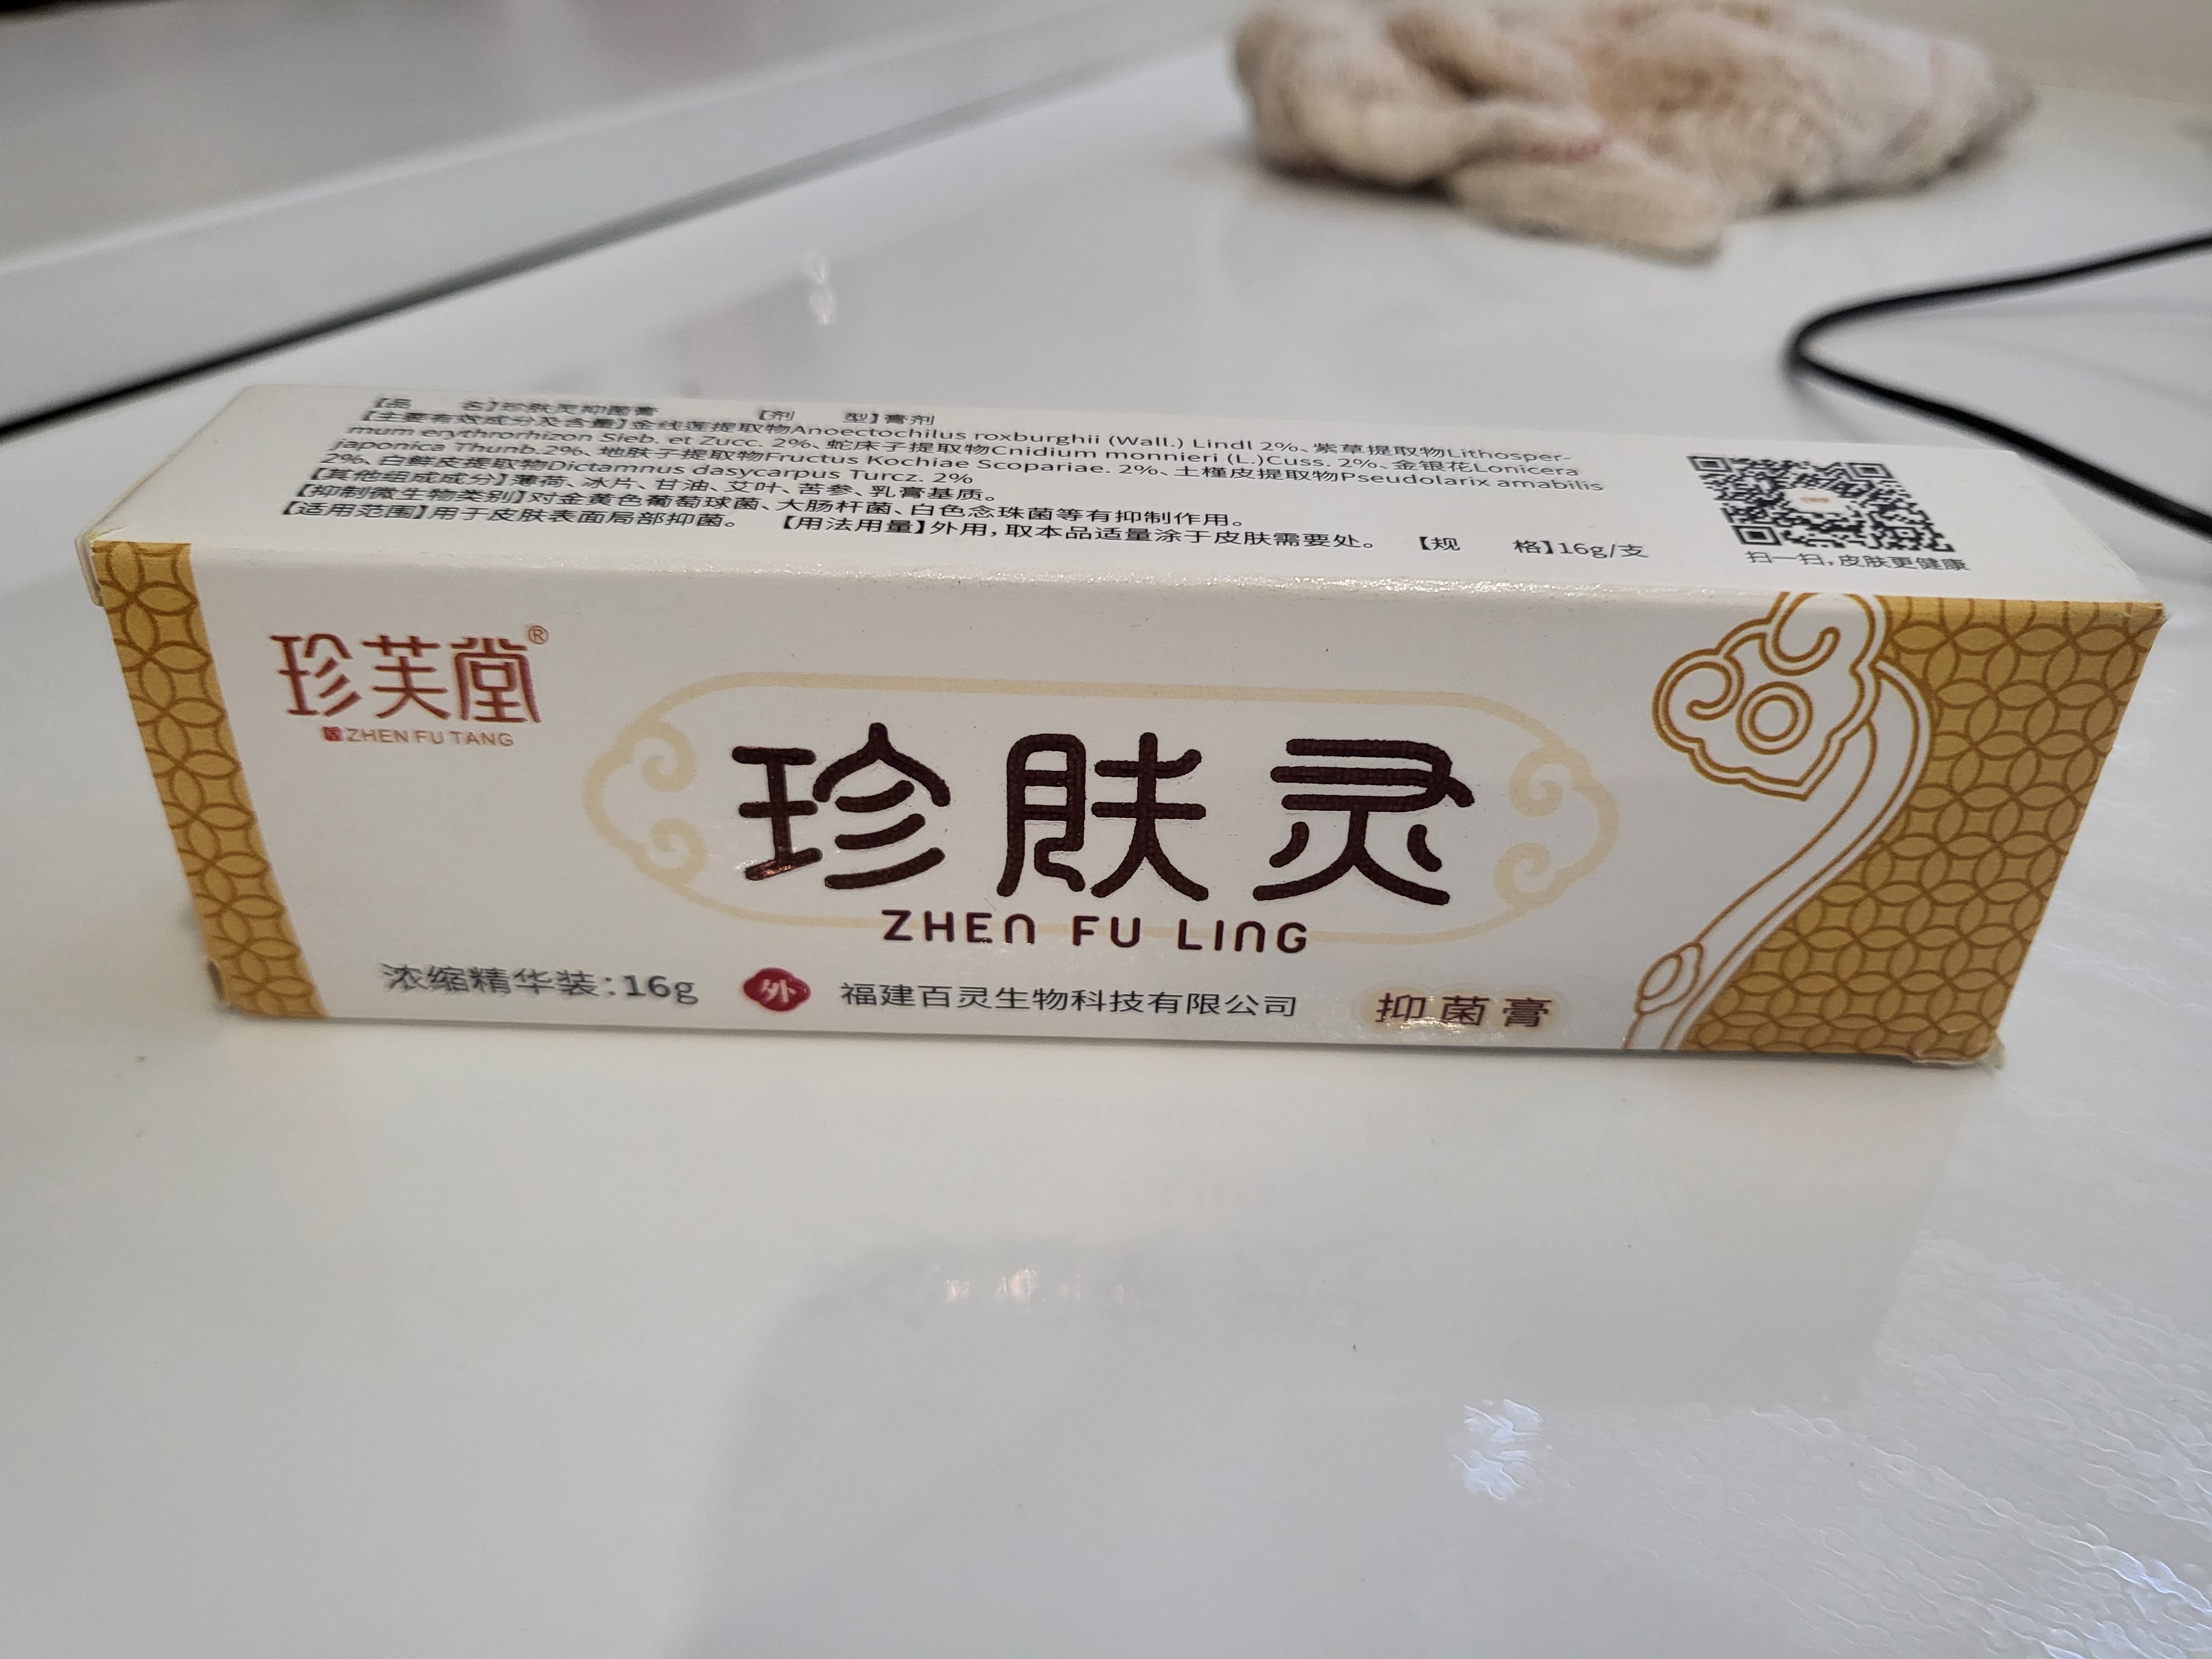 【品 名】珍肤灵抑菌膏 【剂 型】膏剂
【主要有效成分及含量】金线莲提取物Anoectochilus roxburghii (Wall.) Lindl 2%、紫草提取物Lithosper-
mum erythrorhizon Sieb. et Zucc. 2%、蛇床子提取物Cnidium monnieri (L.)Cuss. 2%、金银花Lonicera
japonica Thunb.2%、地肤子提取物Fructus Kochiae Scopariae. 2%、土槿皮提取物Pseudolarix amabilis
2%、白鲜皮提取物Dictamnus dasycarpus Turcz. 2%
【其他组成成分】薄荷、冰片、甘油、艾叶、苦参、乳膏基质。
【抑制微生物类别】对金黄色葡萄球菌、大肠杆菌、白色念珠菌等有抑制作用。
【适用范围】用于皮肤表面局部抑菌。 【用法用量】外用，取本品适量涂于皮肤需要处。 【规 格】16g/支
扫一扫，皮肤更健康
珍芙堂®
ZHEN FU TANG
珍肤灵
ZHEN FU LING
浓缩精华装：16g 外 福建百灵生物科技有限公司 抑菌膏